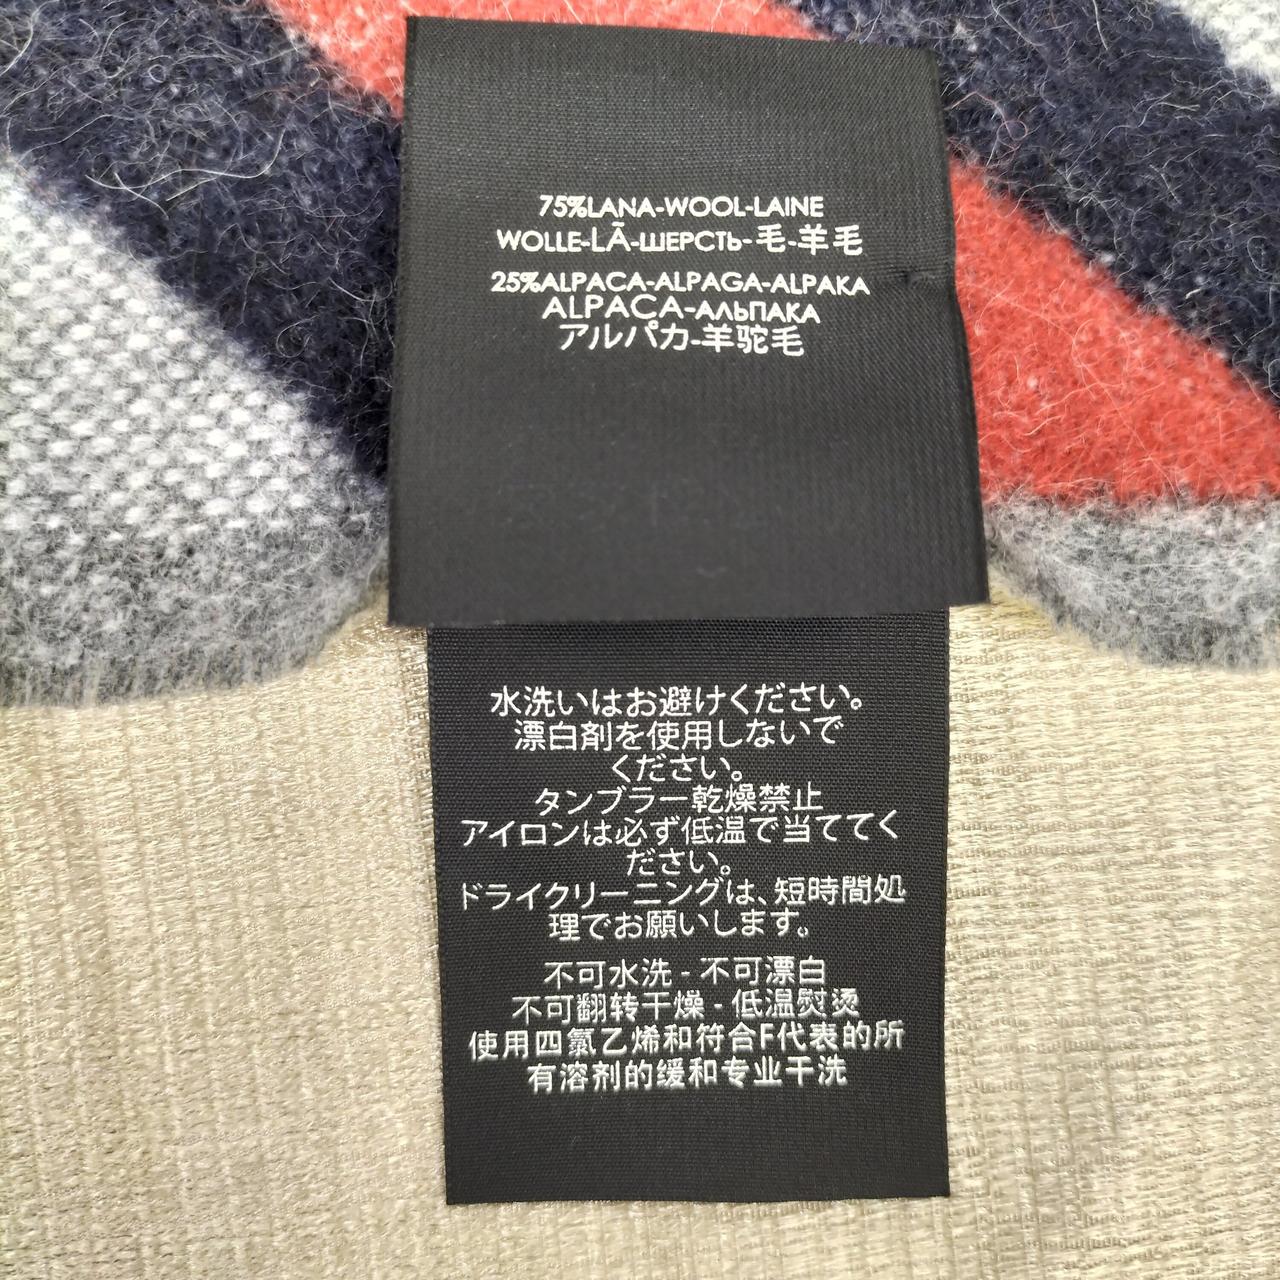 75%LANA-WOOL-LAINE
WOLLE-LÃ-ШЕРСТЬ-毛-羊毛
25%ALPACA-ALPAGA-ALPAKA
ALPACA-АЛЬПАКА
アルパカ-羊驼毛
水洗いはお避けください。
漂白剤を使用しないで
ください。
タンブラー乾燥禁止
アイロンは必ず低温で当ててく
ださい。
ドライクリーニングは、短時間処
理でお願いします。
不可水洗 - 不可漂白
不可翻转干燥 - 低温熨烫
使用四氯乙烯和符合F代表的所
有溶剂的缓和专业干洗